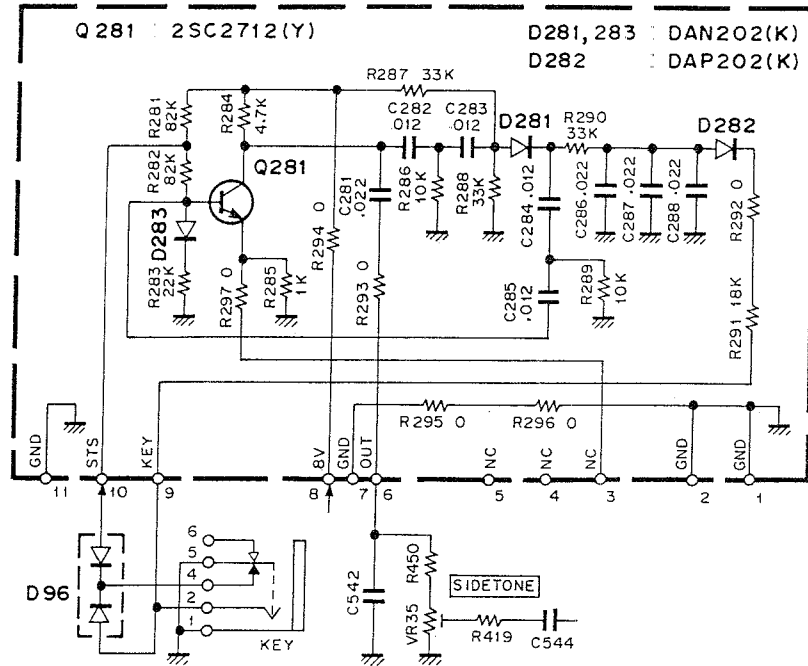 Q281 : 2SC2712(Y)
D281,283 : DAN202(K)
D282 : DAP202(K)
R287 33K
R281
82K
R284
4.7K
C282
.012
C283
.012
D281
R290
33K
D282
R282
82K
Q281
C281
.022
R286
10K
R288
33K
C284 .012
C286 .022
C287 .022
C288 .022
R292 0
D283
R294 0
R283
22K
R297 0
R285
1K
R293 0
C285
.012
R289
10K
R291 18K
R295 0
R296 0
GND
STS
KEY
8V
GND
OUT
NC
NC
NC
GND
GND
11
10
9
8
7
6
5
4
3
2
1
D96
6
5
4
2
1
KEY
C542
R450
VR35
SIDETONE
R419
C544